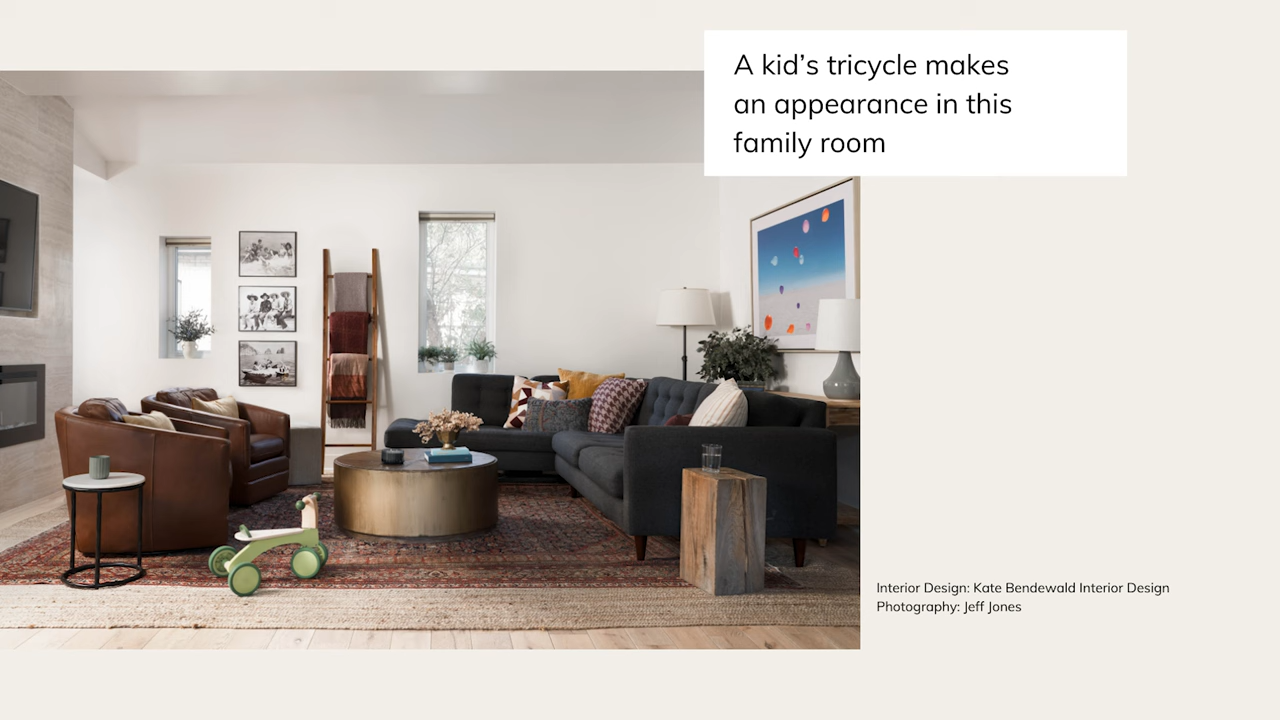 A kid’s tricycle makes
an appearance in this
family room
Interior Design: Kate Bendewald Interior Design
Photography: Jeff Jones